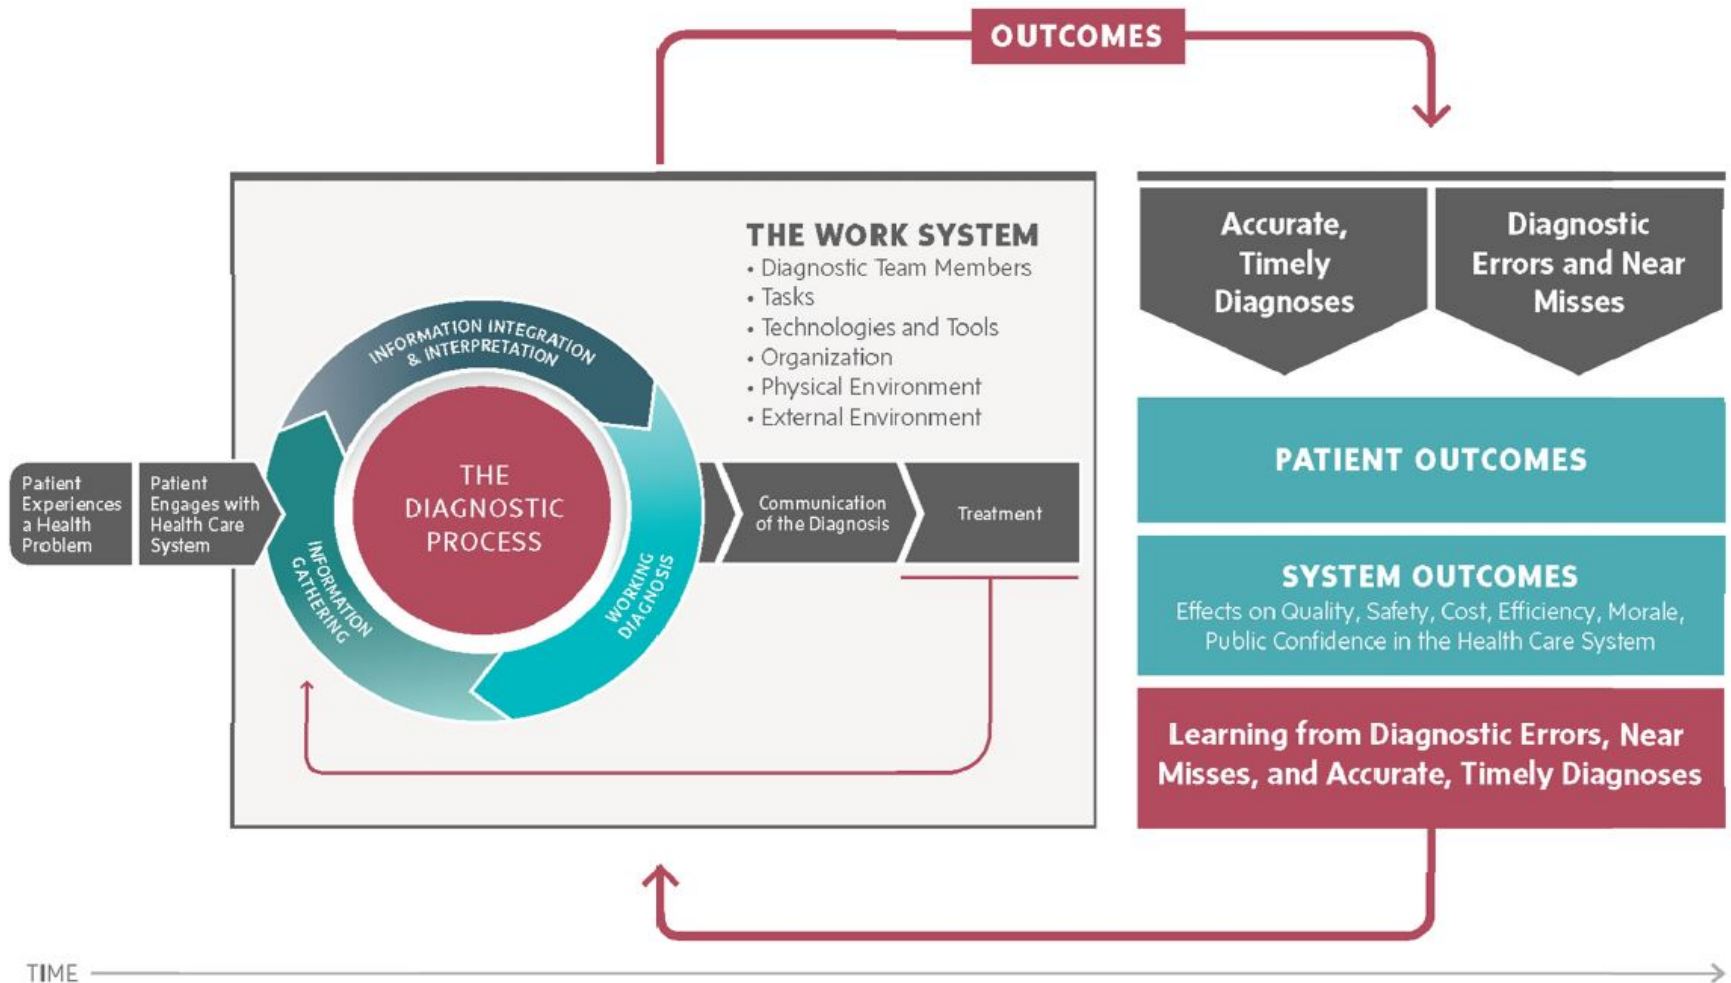 OUTCOMES
THE WORK SYSTEM
• Diagnostic Team Members
• Tasks
• Technologies and Tools
• Organization
• Physical Environment
• External Environment
Patient
Experiences
a Health
Problem
Patient
Engages with
Health Care
System
INFORMATION INTEGRATION
& INTERPRETATION
THE
DIAGNOSTIC
PROCESS
INFORMATION
GATHERING
WORKING
DIAGNOSIS
Communication
of the Diagnosis
Treatment
Accurate,
Timely
Diagnoses
Diagnostic
Errors and Near
Misses
PATIENT OUTCOMES
SYSTEM OUTCOMES
Effects on Quality, Safety, Cost, Efficiency, Morale,
Public Confidence in the Health Care System
Learning from Diagnostic Errors, Near
Misses, and Accurate, Timely Diagnoses
TIME